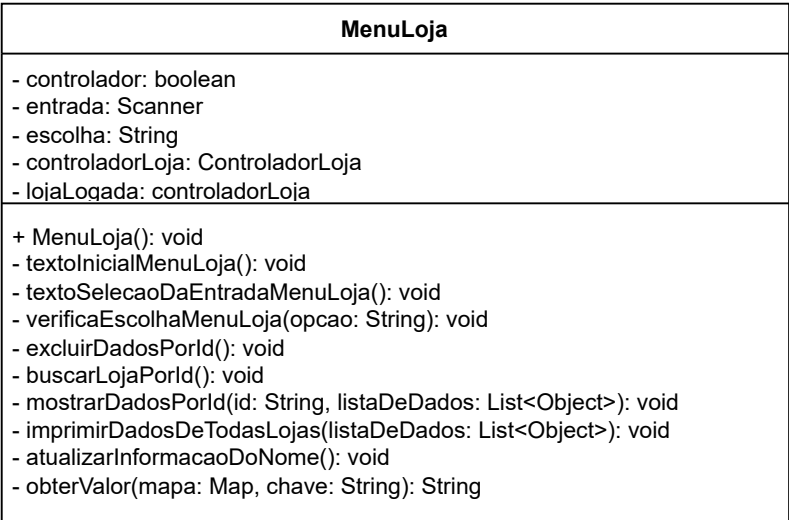 MenuLoja
- controlador: boolean
- entrada: Scanner
- escolha: String
- controladorLoja: ControladorLoja
- lojaLogada: controladorLoja
+ MenuLoja(): void
- textoInicialMenuLoja(): void
- textoSelecaoDaEntradaMenuLoja(): void
- verificaEscolhaMenuLoja(opcao: String): void
- excluirDadosPorId(): void
- buscarLojaPorId(): void
- mostrarDadosPorId(id: String, listaDeDados: List<Object>): void
- imprimirDadosDeTodasLojas(listaDeDados: List<Object>): void
- atualizarInformacaoDoNome(): void
- obterValor(mapa: Map, chave: String): String